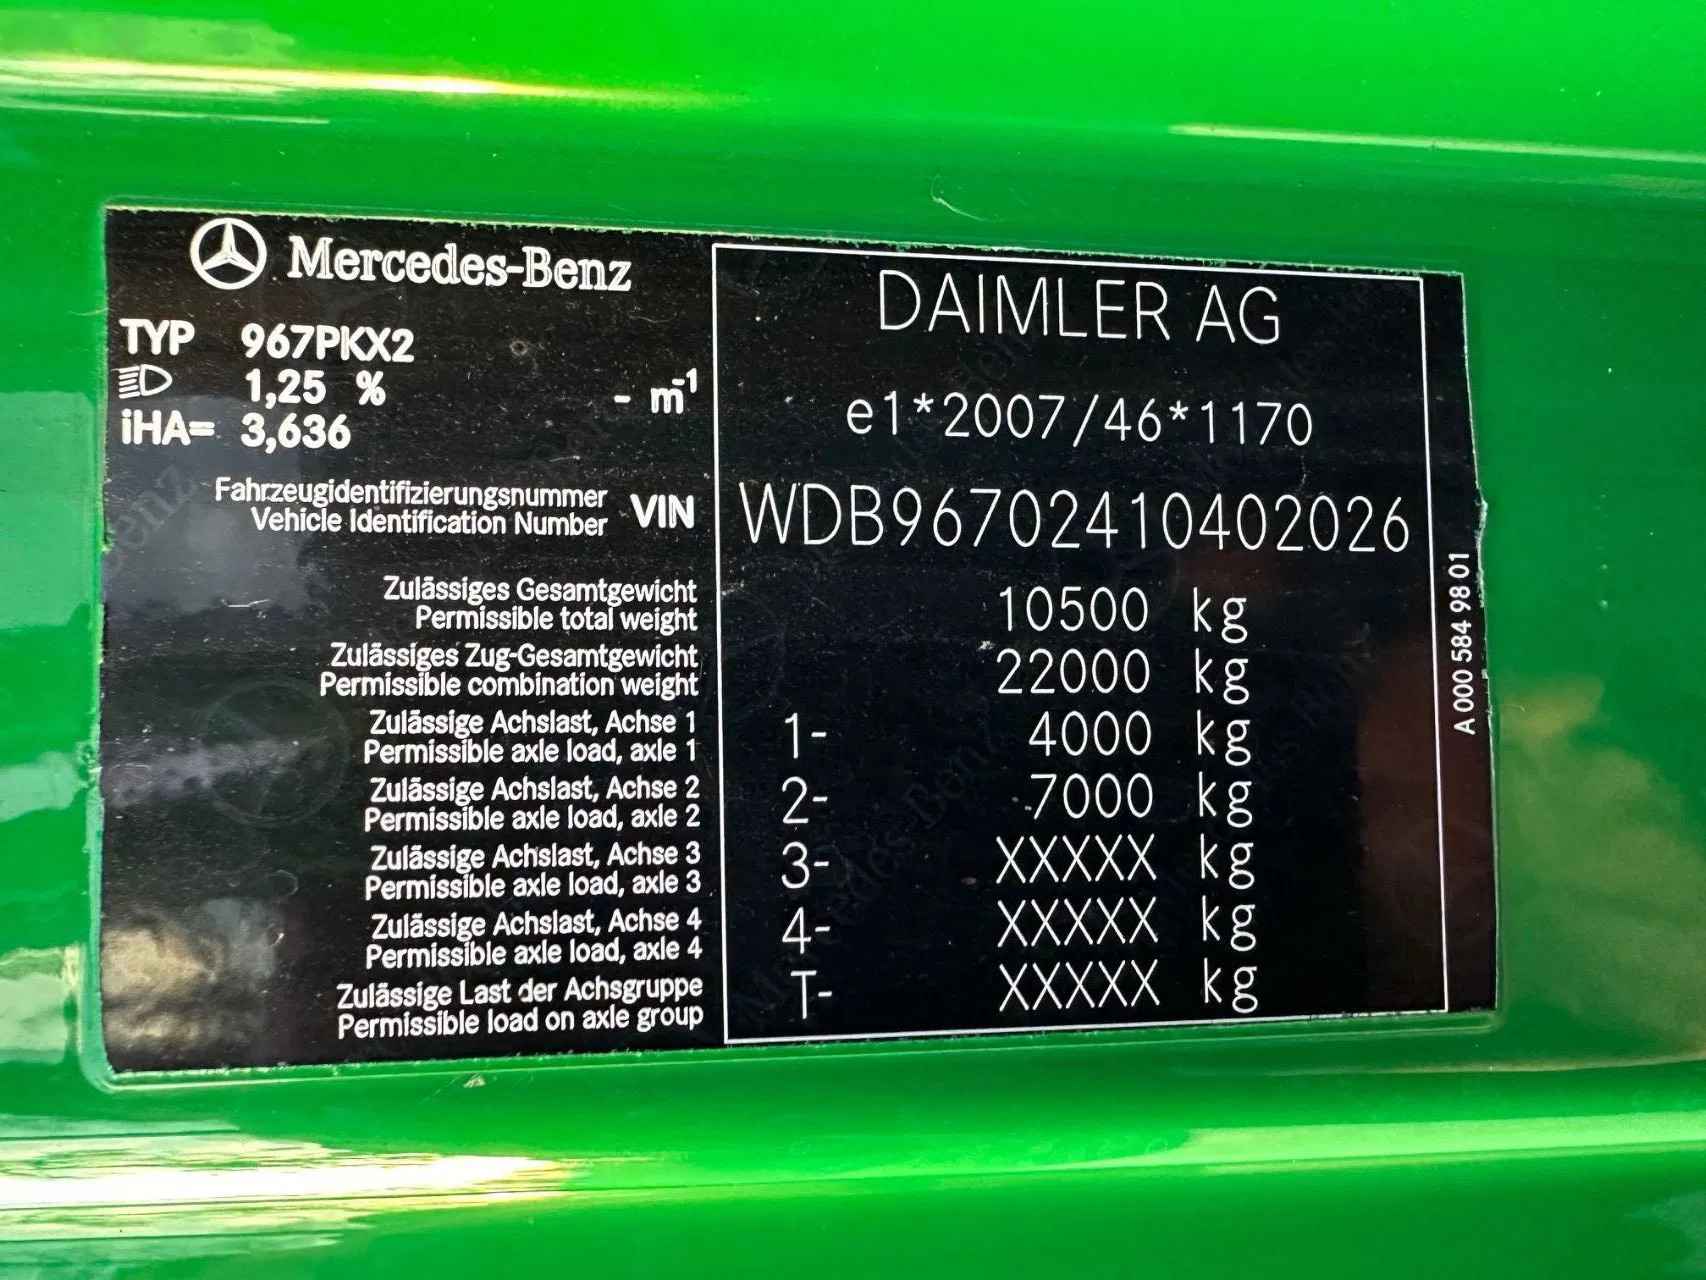 Mercedes-Benz
TYP 967PKX2
1,25 % - m⁻¹
iHA= 3,636
DAIMLER AG
e1*2007/46*1170
Fahrzeugidentifizierungsnummer
Vehicle Identification Number VIN WDB96702410402026
Zulässiges Gesamtgewicht
Permissible total weight 10500 kg
Zulässiges Zug-Gesamtgewicht
Permissible combination weight 22000 kg
Zulässige Achslast, Achse 1
Permissible axle load, axle 1 1- 4000 kg
Zulässige Achslast, Achse 2
Permissible axle load, axle 2 2- 7000 kg
Zulässige Achslast, Achse 3
Permissible axle load, axle 3 3- XXXXX kg
Zulässige Achslast, Achse 4
Permissible axle load, axle 4 4- XXXXX kg
Zulässige Last der Achsgruppe
Permissible load on axle group T- XXXXX kg
A 000 584 98 01